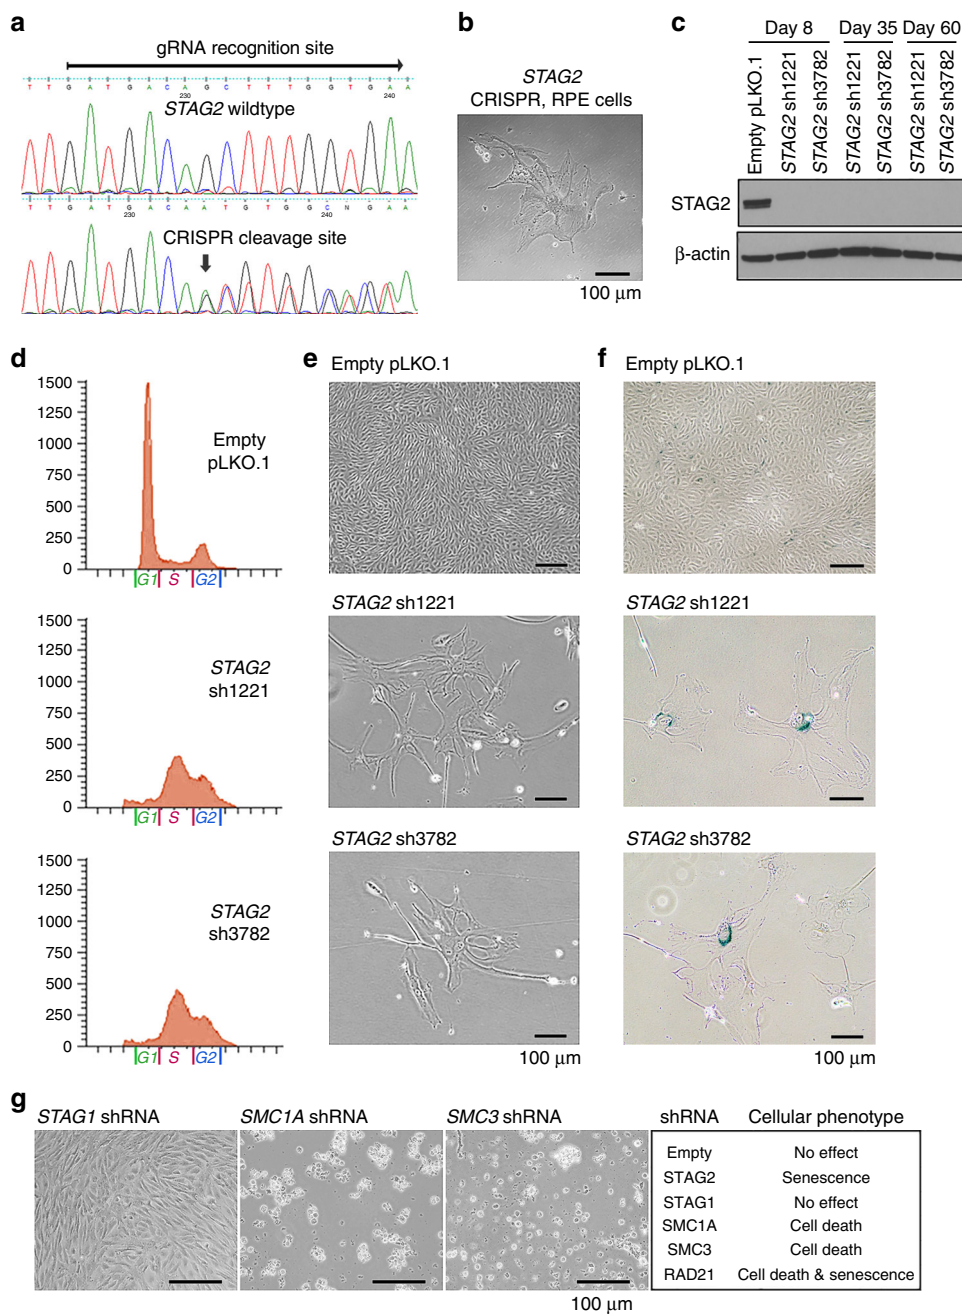 a
gRNA recognition site
T T G A T G A C A G C T T T G G T G A A
230
240
STAG2 wildtype
T T G A T G A C A A T G T G G C N G A A
230
240
CRISPR cleavage site
b
STAG2
CRISPR, RPE cells
100 μm
c
Day 8
Day 35
Day 60
Empty pLKO.1
STAG2 sh1221
STAG2 sh3782
STAG2 sh1221
STAG2 sh3782
STAG2 sh1221
STAG2 sh3782
STAG2
β-actin
d
1500
1250
1000
750
500
250
0
Empty
pLKO.1
G1 S G2
1500
1250
1000
750
500
250
0
STAG2
sh1221
G1 S G2
1500
1250
1000
750
500
250
0
STAG2
sh3782
G1 S G2
e
Empty pLKO.1
STAG2 sh1221
STAG2 sh3782
100 μm
f
Empty pLKO.1
STAG2 sh1221
STAG2 sh3782
100 μm
g
STAG1 shRNA
SMC1A shRNA
SMC3 shRNA
100 μm
shRNA Cellular phenotype
Empty No effect
STAG2 Senescence
STAG1 No effect
SMC1A Cell death
SMC3 Cell death
RAD21 Cell death & senescence